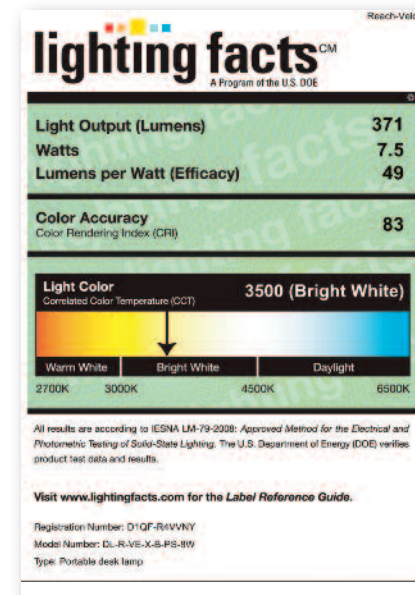 Reach-Velo
lighting facts CM
A Program of the U.S. DOE
Light Output (Lumens) 371
Watts 7.5
Lumens per Watt (Efficacy) 49
Color Accuracy
Color Rendering Index (CRI) 83
Light Color
Correlated Color Temperature (CCT) 3500 (Bright White)
Warm White Bright White Daylight
2700K 3000K 4500K 6500K
All results are according to IESNA LM-79-2008: Approved Method for the Electrical and
Photometric Testing of Solid-State Lighting. The U.S. Department of Energy (DOE) verifies
product test data and results.
Visit www.lightingfacts.com for the Label Reference Guide.
Registration Number: D1QF-R4VVNY
Model Number: DL-R-VE-X-B-PS-8W
Type: Portable desk lamp